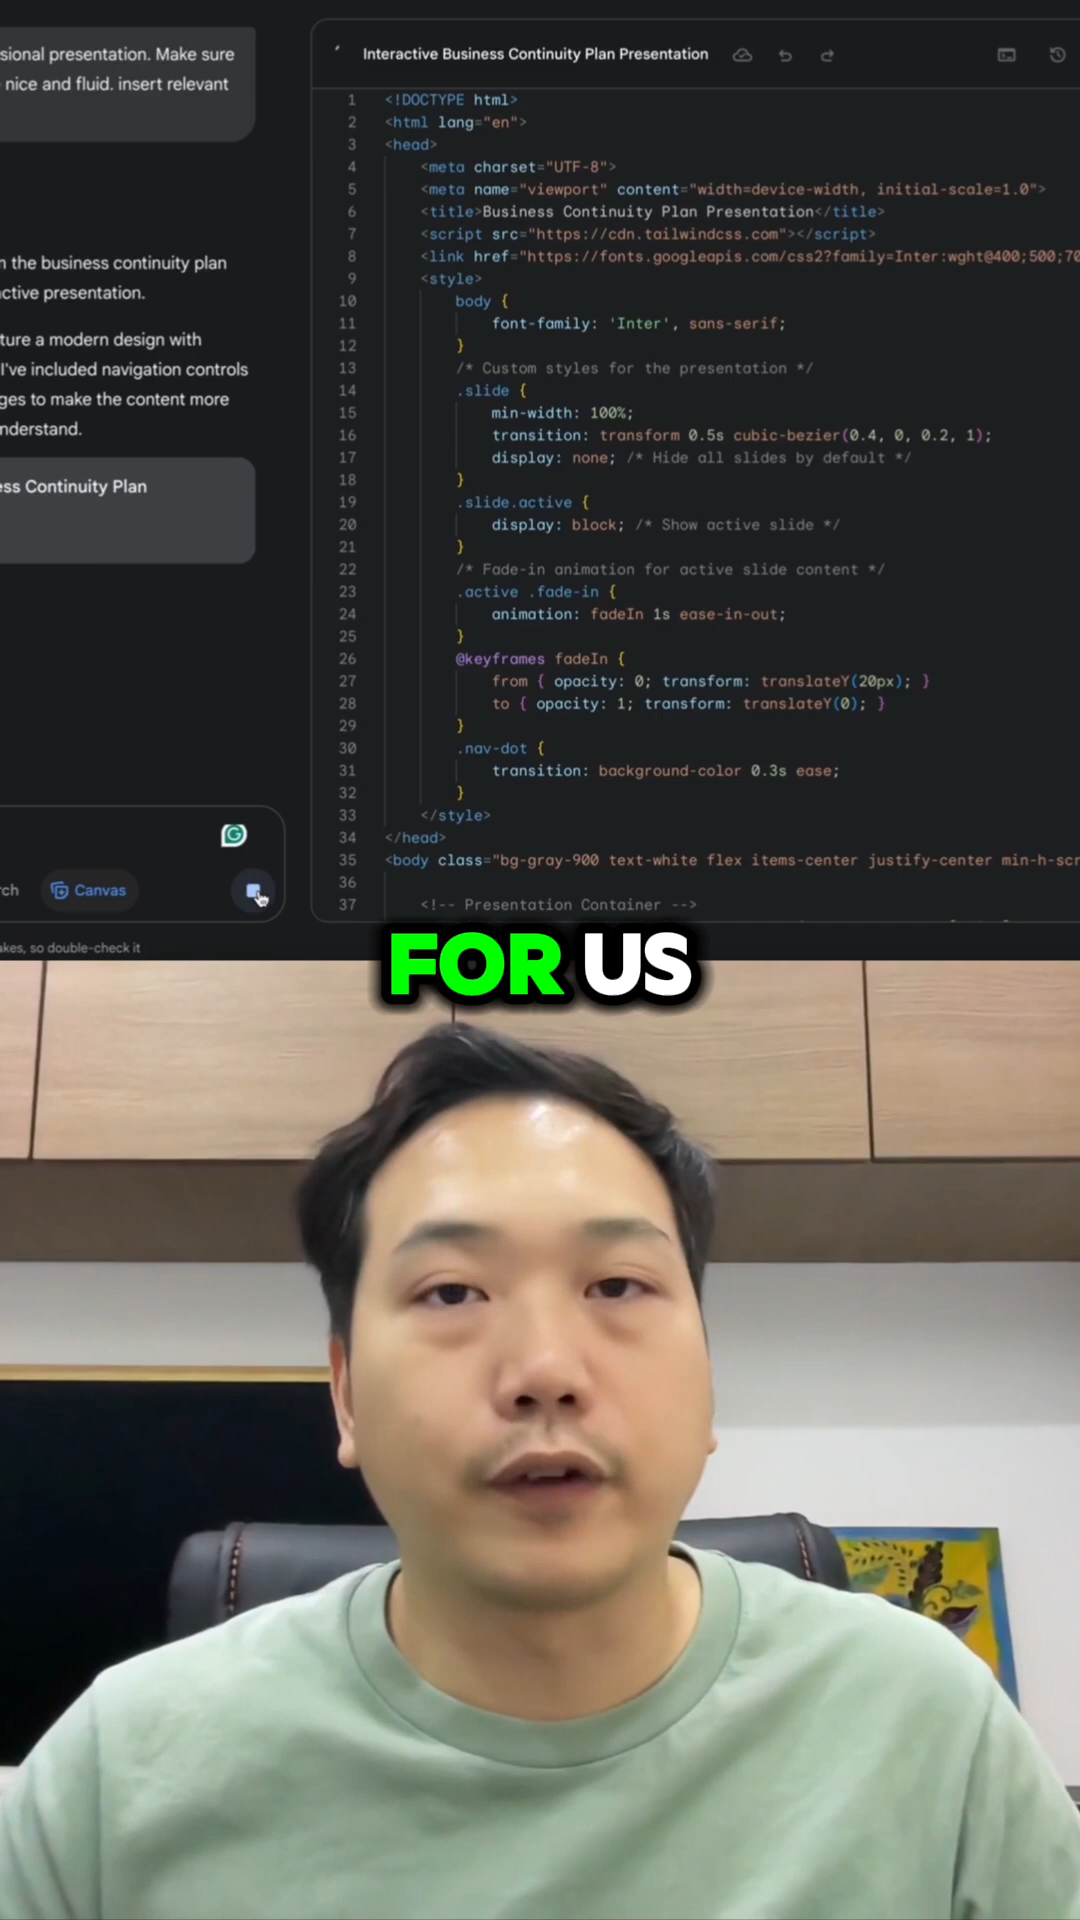 sional presentation. Make sure
nice and fluid. insert relevant
m the business continuity plan
active presentation.
ture a modern design with
I've included navigation controls
ges to make the content more
nderstand.
ess Continuity Plan
rch
Canvas
akes, so double-check it
Interactive Business Continuity Plan Presentation
1 <!DOCTYPE html>
2 <html lang="en">
3 <head>
4 <meta charset="UTF-8">
5 <meta name="viewport" content="width=device-width, initial-scale=1.0">
6 <title>Business Continuity Plan Presentation</title>
7 <script src="https://cdn.tailwindcss.com"></script>
8 <link href="https://fonts.googleapis.com/css2?family=Inter:wght@400;500;70
9 <style>
10 body {
11 font-family: 'Inter', sans-serif;
12 }
13 /* Custom styles for the presentation */
14 .slide {
15 min-width: 100%;
16 transition: transform 0.5s cubic-bezier(0.4, 0, 0.2, 1);
17 display: none; /* Hide all slides by default */
18 }
19 .slide.active {
20 display: block; /* Show active slide */
21 }
22 /* Fade-in animation for active slide content */
23 .active .fade-in {
24 animation: fadeIn 1s ease-in-out;
25 }
26 @keyframes fadeIn {
27 from { opacity: 0; transform: translateY(20px); }
28 to { opacity: 1; transform: translateY(0); }
29 }
30 .nav-dot {
31 transition: background-color 0.3s ease;
32 }
33 </style>
34 </head>
35 <body class="bg-gray-900 text-white flex items-center justify-center min-h-scr
36
37 <!-- Presentation Container -->
FOR US